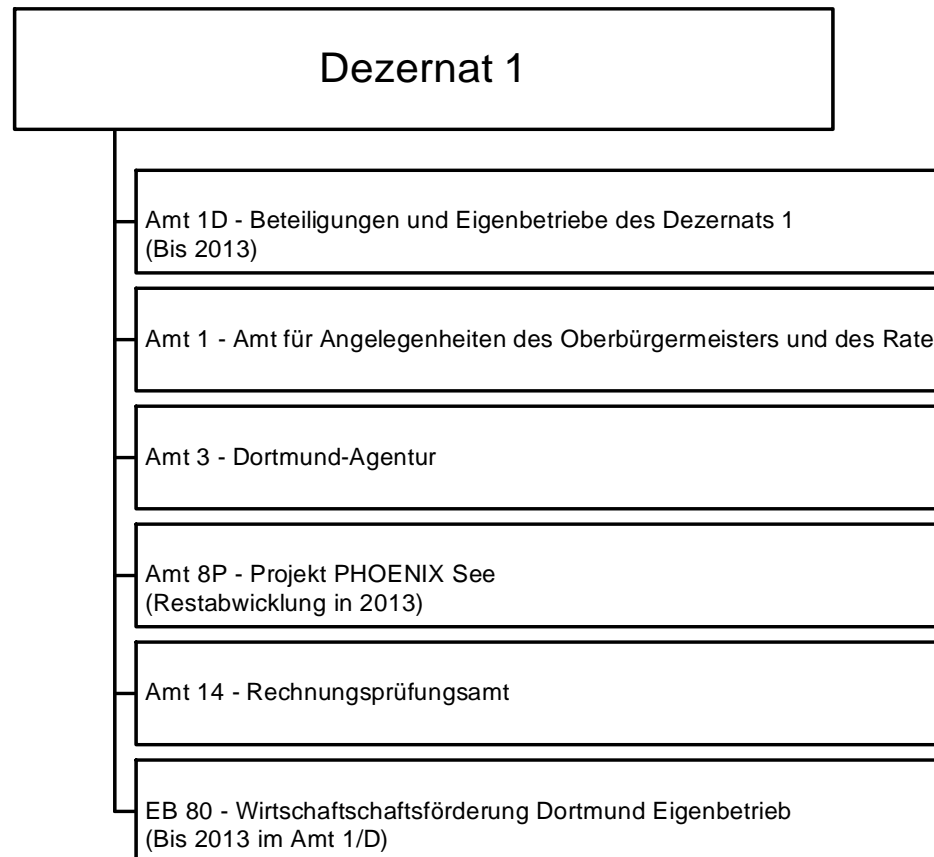 Dezernat 1
Amt 1D - Beteiligungen und Eigenbetriebe des Dezernats 1
(Bis 2013)
Amt 1 - Amt für Angelegenheiten des Oberbürgermeisters und des Rate
Amt 3 - Dortmund-Agentur
Amt 8P - Projekt PHOENIX See
(Restabwicklung in 2013)
Amt 14 - Rechnungsprüfungsamt
EB 80 - Wirtschaftschaftsförderung Dortmund Eigenbetrieb
(Bis 2013 im Amt 1/D)